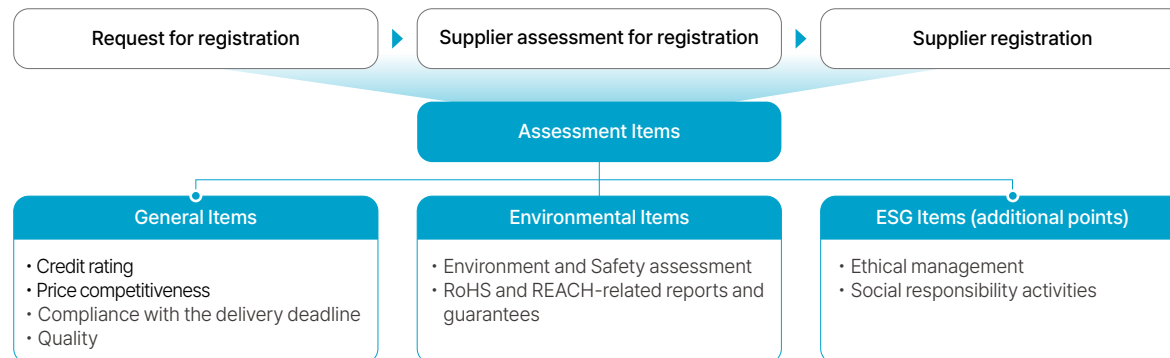 Request for registration
Supplier assessment for registration
Supplier registration
Assessment Items
General Items
• Credit rating
• Price competitiveness
• Compliance with the delivery deadline
• Quality
Environmental Items
• Environment and Safety assessment
• RoHS and REACH-related reports and
guarantees
ESG Items (additional points)
• Ethical management
• Social responsibility activities